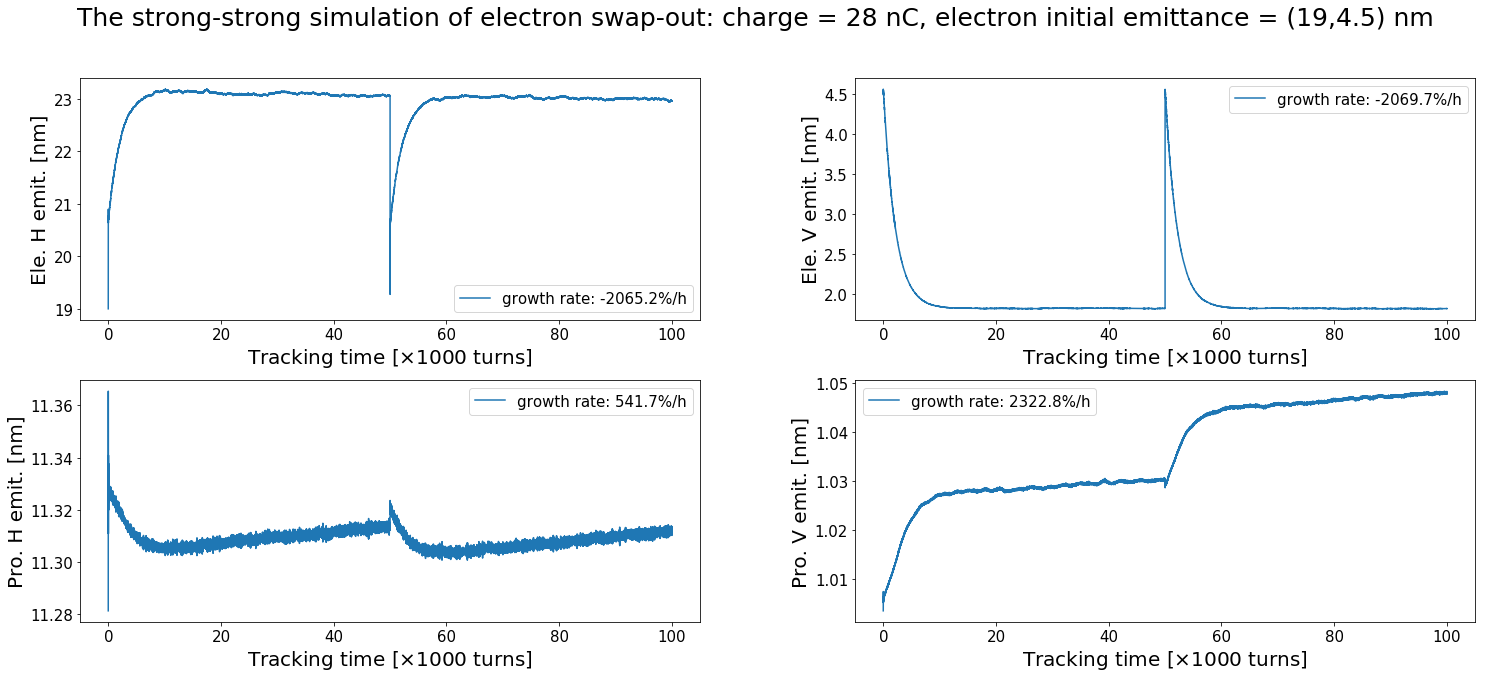 The strong-strong simulation of electron swap-out: charge = 28 nC, electron initial emittance = (19,4.5) nm
Ele. H emit. [nm]
23
22
21
20
19
growth rate: -2065.2%/h
0 20 40 60 80 100
Tracking time [×1000 turns]
Ele. V emit. [nm]
4.5
4.0
3.5
3.0
2.5
2.0
growth rate: -2069.7%/h
0 20 40 60 80 100
Tracking time [×1000 turns]
Pro. H emit. [nm]
11.36
11.34
11.32
11.30
11.28
growth rate: 541.7%/h
0 20 40 60 80 100
Tracking time [×1000 turns]
Pro. V emit. [nm]
1.05
1.04
1.03
1.02
1.01
growth rate: 2322.8%/h
0 20 40 60 80 100
Tracking time [×1000 turns]